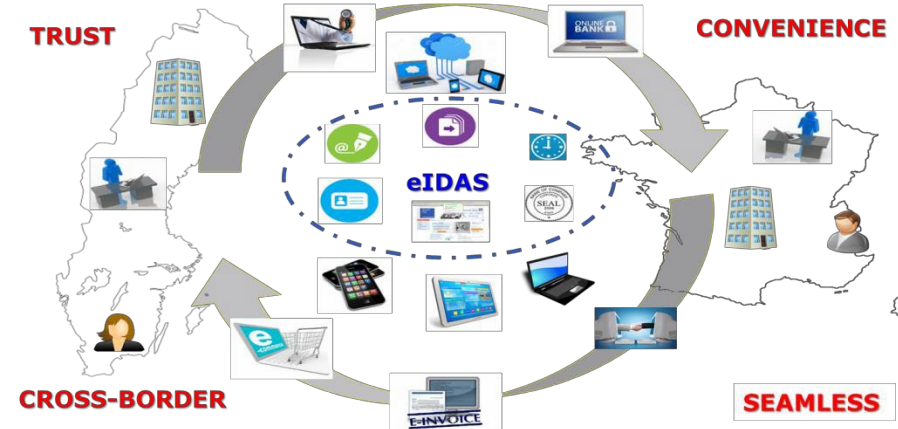 TRUST
CONVENIENCE
ONLINE
BANK
@
eIDAS
SEAL
e
E-INVOICE
CROSS-BORDER
SEAMLESS